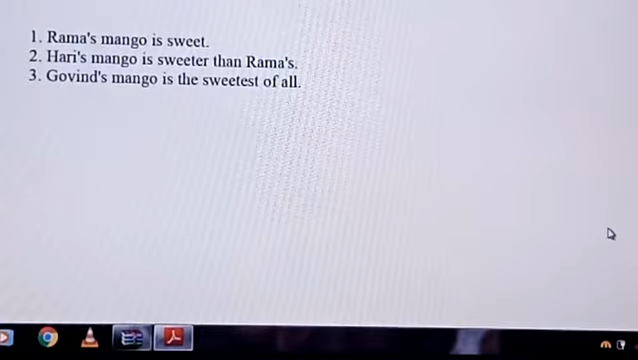 1. Rama's mango is sweet.
2. Hari's mango is sweeter than Rama's.
3. Govind's mango is the sweetest of all.